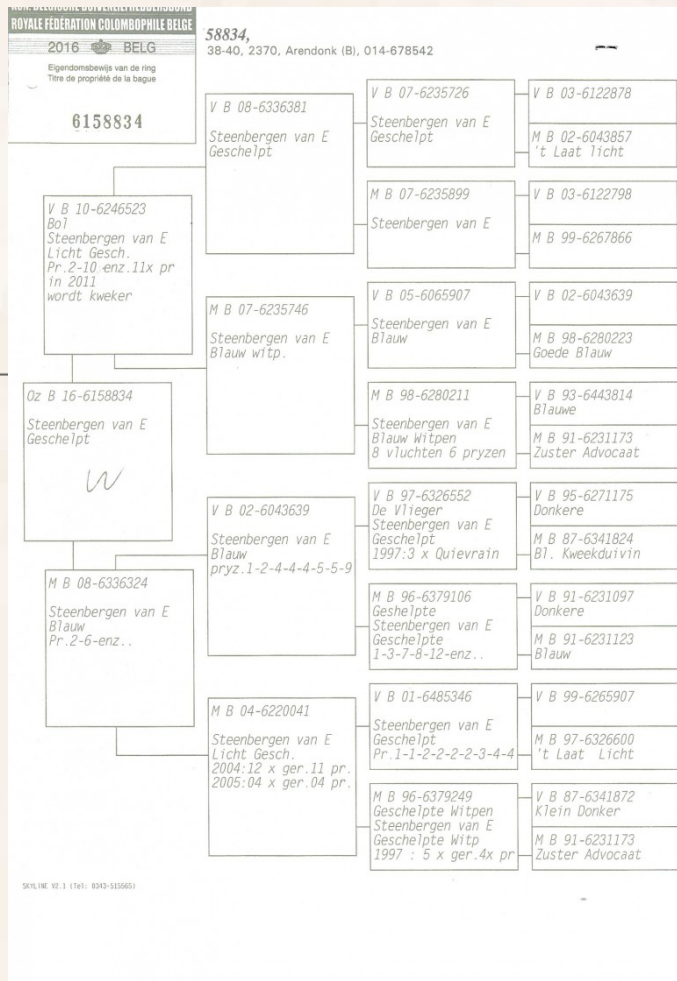 ROYALE FÉDÉRATION COLOMBOPHILE BELGE
2016 BELG
Eigendomsbewijs van de ring
Titre de propriété de la bague
6158834
58834,
38-40, 2370, Arendonk (B), 014-678542
Oz B 16-6158834
Steenbergen van E
Geschelpt
W
V B 10-6246523
Bol
Steenbergen van E
Licht Gesch.
Pr.2-10 enz.11x pr
in 2011
wordt kweker
M B 08-6336324
Steenbergen van E
Blauw
Pr.2-6-enz..
V B 08-6336381
Steenbergen van E
Geschelpt
M B 07-6235746
Steenbergen van E
Blauw witp.
V B 02-6043639
Steenbergen van E
Blauw
pryz.1-2-4-4-4-5-5-9
M B 04-6220041
Steenbergen van E
Licht Gesch.
2004:12 x ger.11 pr.
2005:04 x ger.04 pr.
V B 07-6235726
Steenbergen van E
Geschelpt
M B 07-6235899
Steenbergen van E
V B 05-6065907
Steenbergen van E
Blauw
M B 98-6280211
Steenbergen van E
Blauw Witpen
8 vluchten 6 pryzen
V B 97-6326552
De Vlieger
Steenbergen van E
Geschelpt
1997:3 x Quievrain
M B 96-6379106
Geshelpte
Steenbergen van E
Geschelpte
1-3-7-8-12-enz..
V B 01-6485346
Steenbergen van E
Geschelpt
Pr.1-1-2-2-2-2-3-4-4
M B 96-6379249
Geschelpte Witpen
Steenbergen van E
Geschelpte Witp
1997 : 5 x ger.4x pr
V B 03-6122878
M B 02-6043857
't Laat licht
V B 03-6122798
M B 99-6267866
V B 02-6043639
M B 98-6280223
Goede Blauw
V B 93-6443814
Blauwe
M B 91-6231173
Zuster Advocaat
V B 95-6271175
Donkere
M B 87-6341824
Bl. Kweekduivin
V B 91-6231097
Donkere
M B 91-6231123
Blauw
V B 99-6265907
M B 97-6326600
't Laat Licht
V B 87-6341872
Klein Donker
M B 91-6231173
Zuster Advocaat
SKYLINE V2.1 (Tel: 0343-515565)